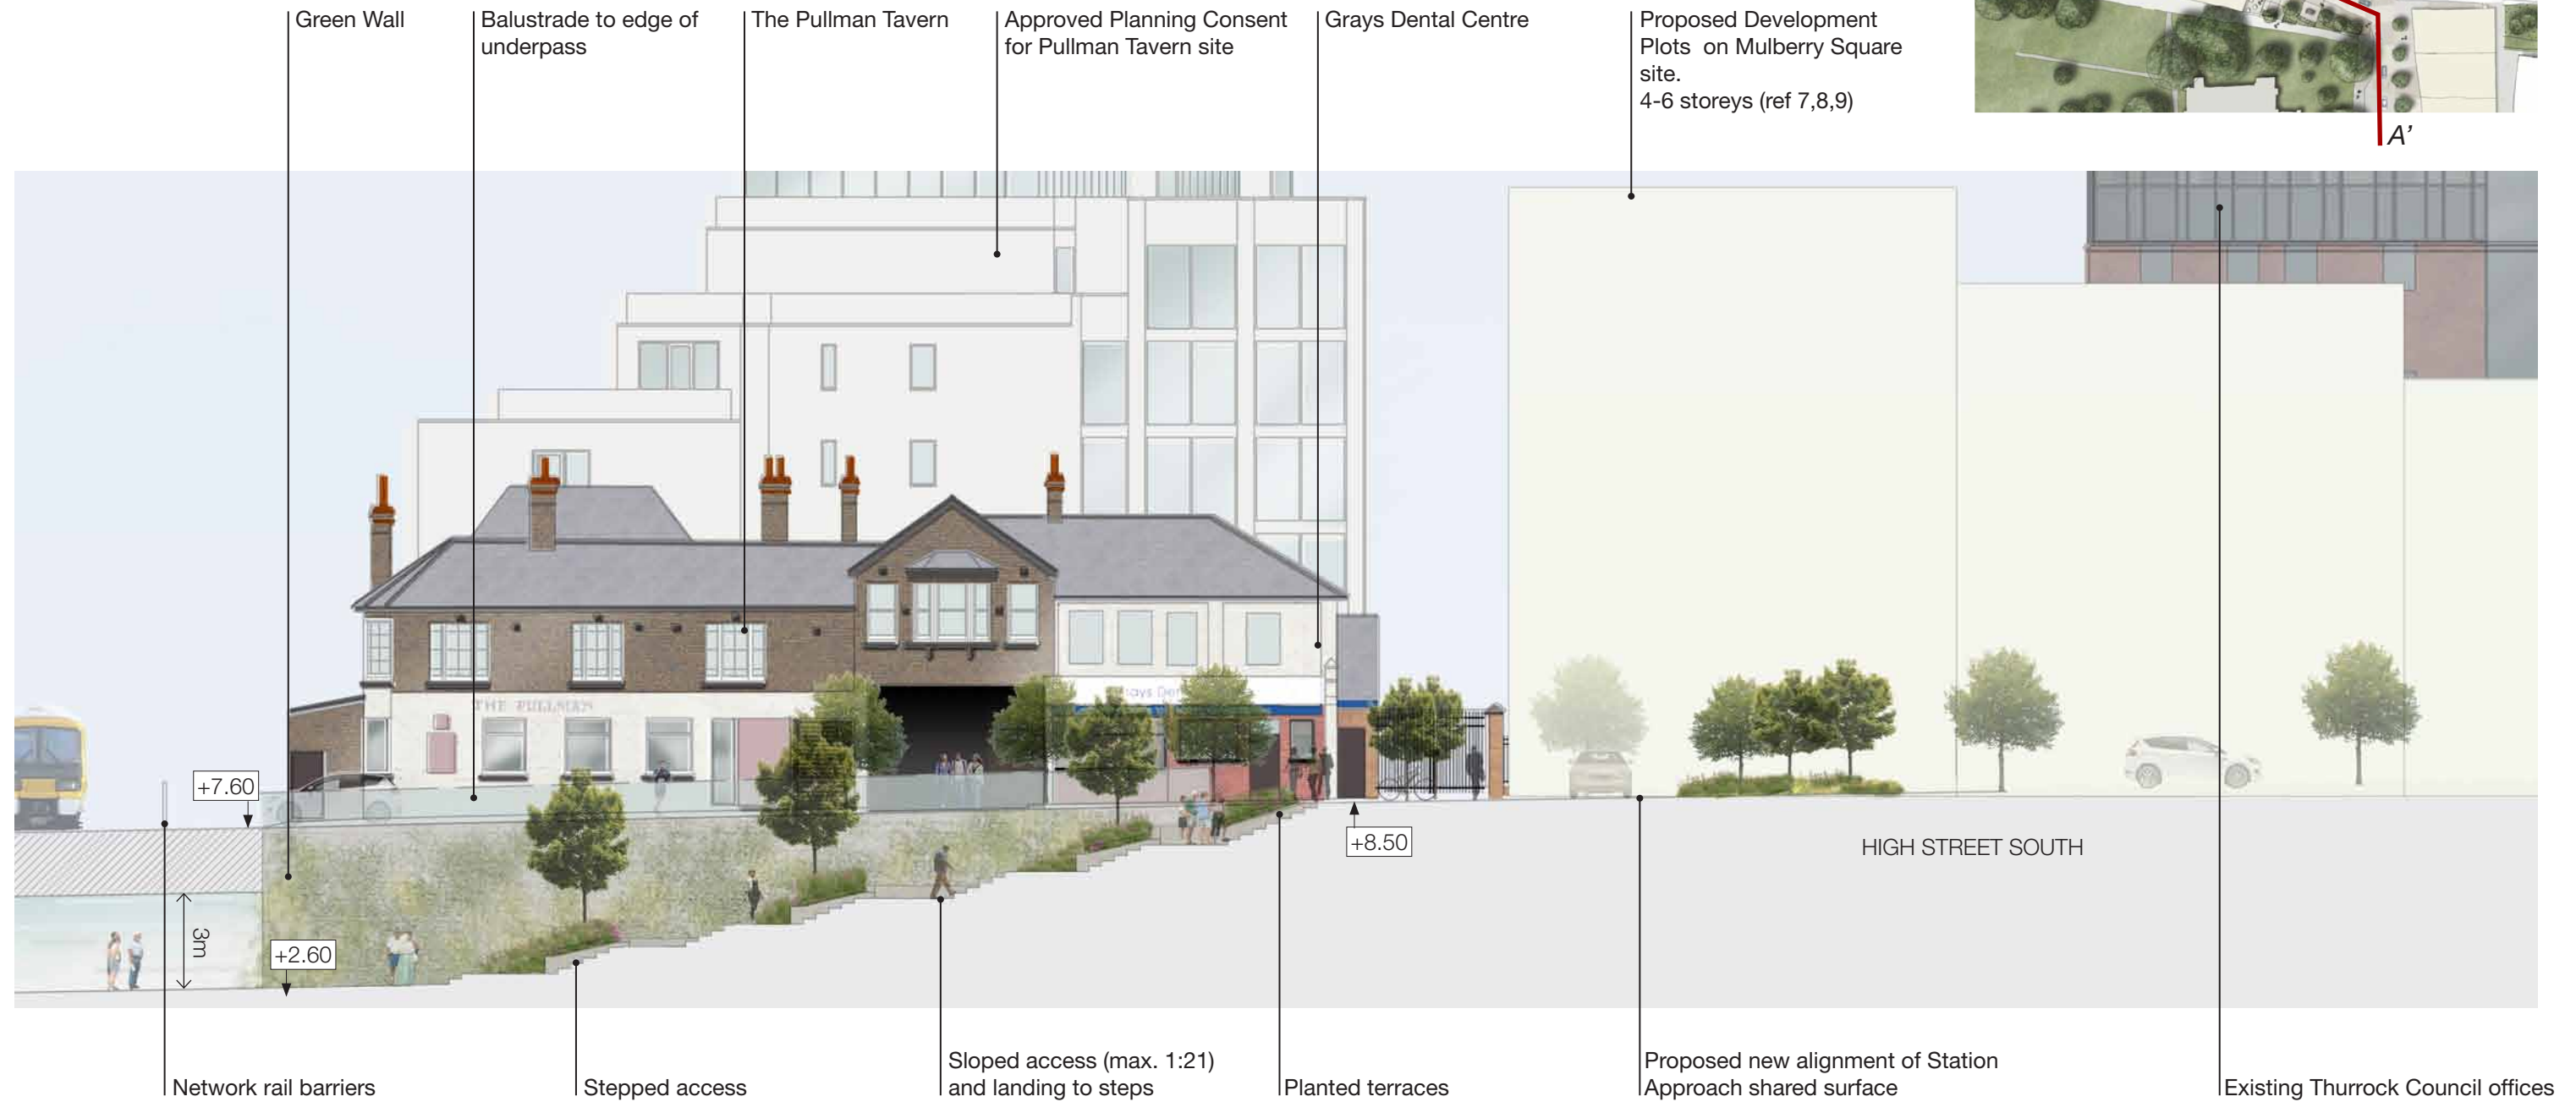 Green Wall
Balustrade to edge of
underpass
The Pullman Tavern
Approved Planning Consent
for Pullman Tavern site
Grays Dental Centre
Proposed Development
Plots on Mulberry Square
site.
4-6 storeys (ref 7,8,9)
A'
THE PULLMAN
+7.60
+8.50
HIGH STREET SOUTH
3m
+2.60
Network rail barriers
Stepped access
Sloped access (max. 1:21)
and landing to steps
Planted terraces
Proposed new alignment of Station
Approach shared surface
Existing Thurrock Council offices